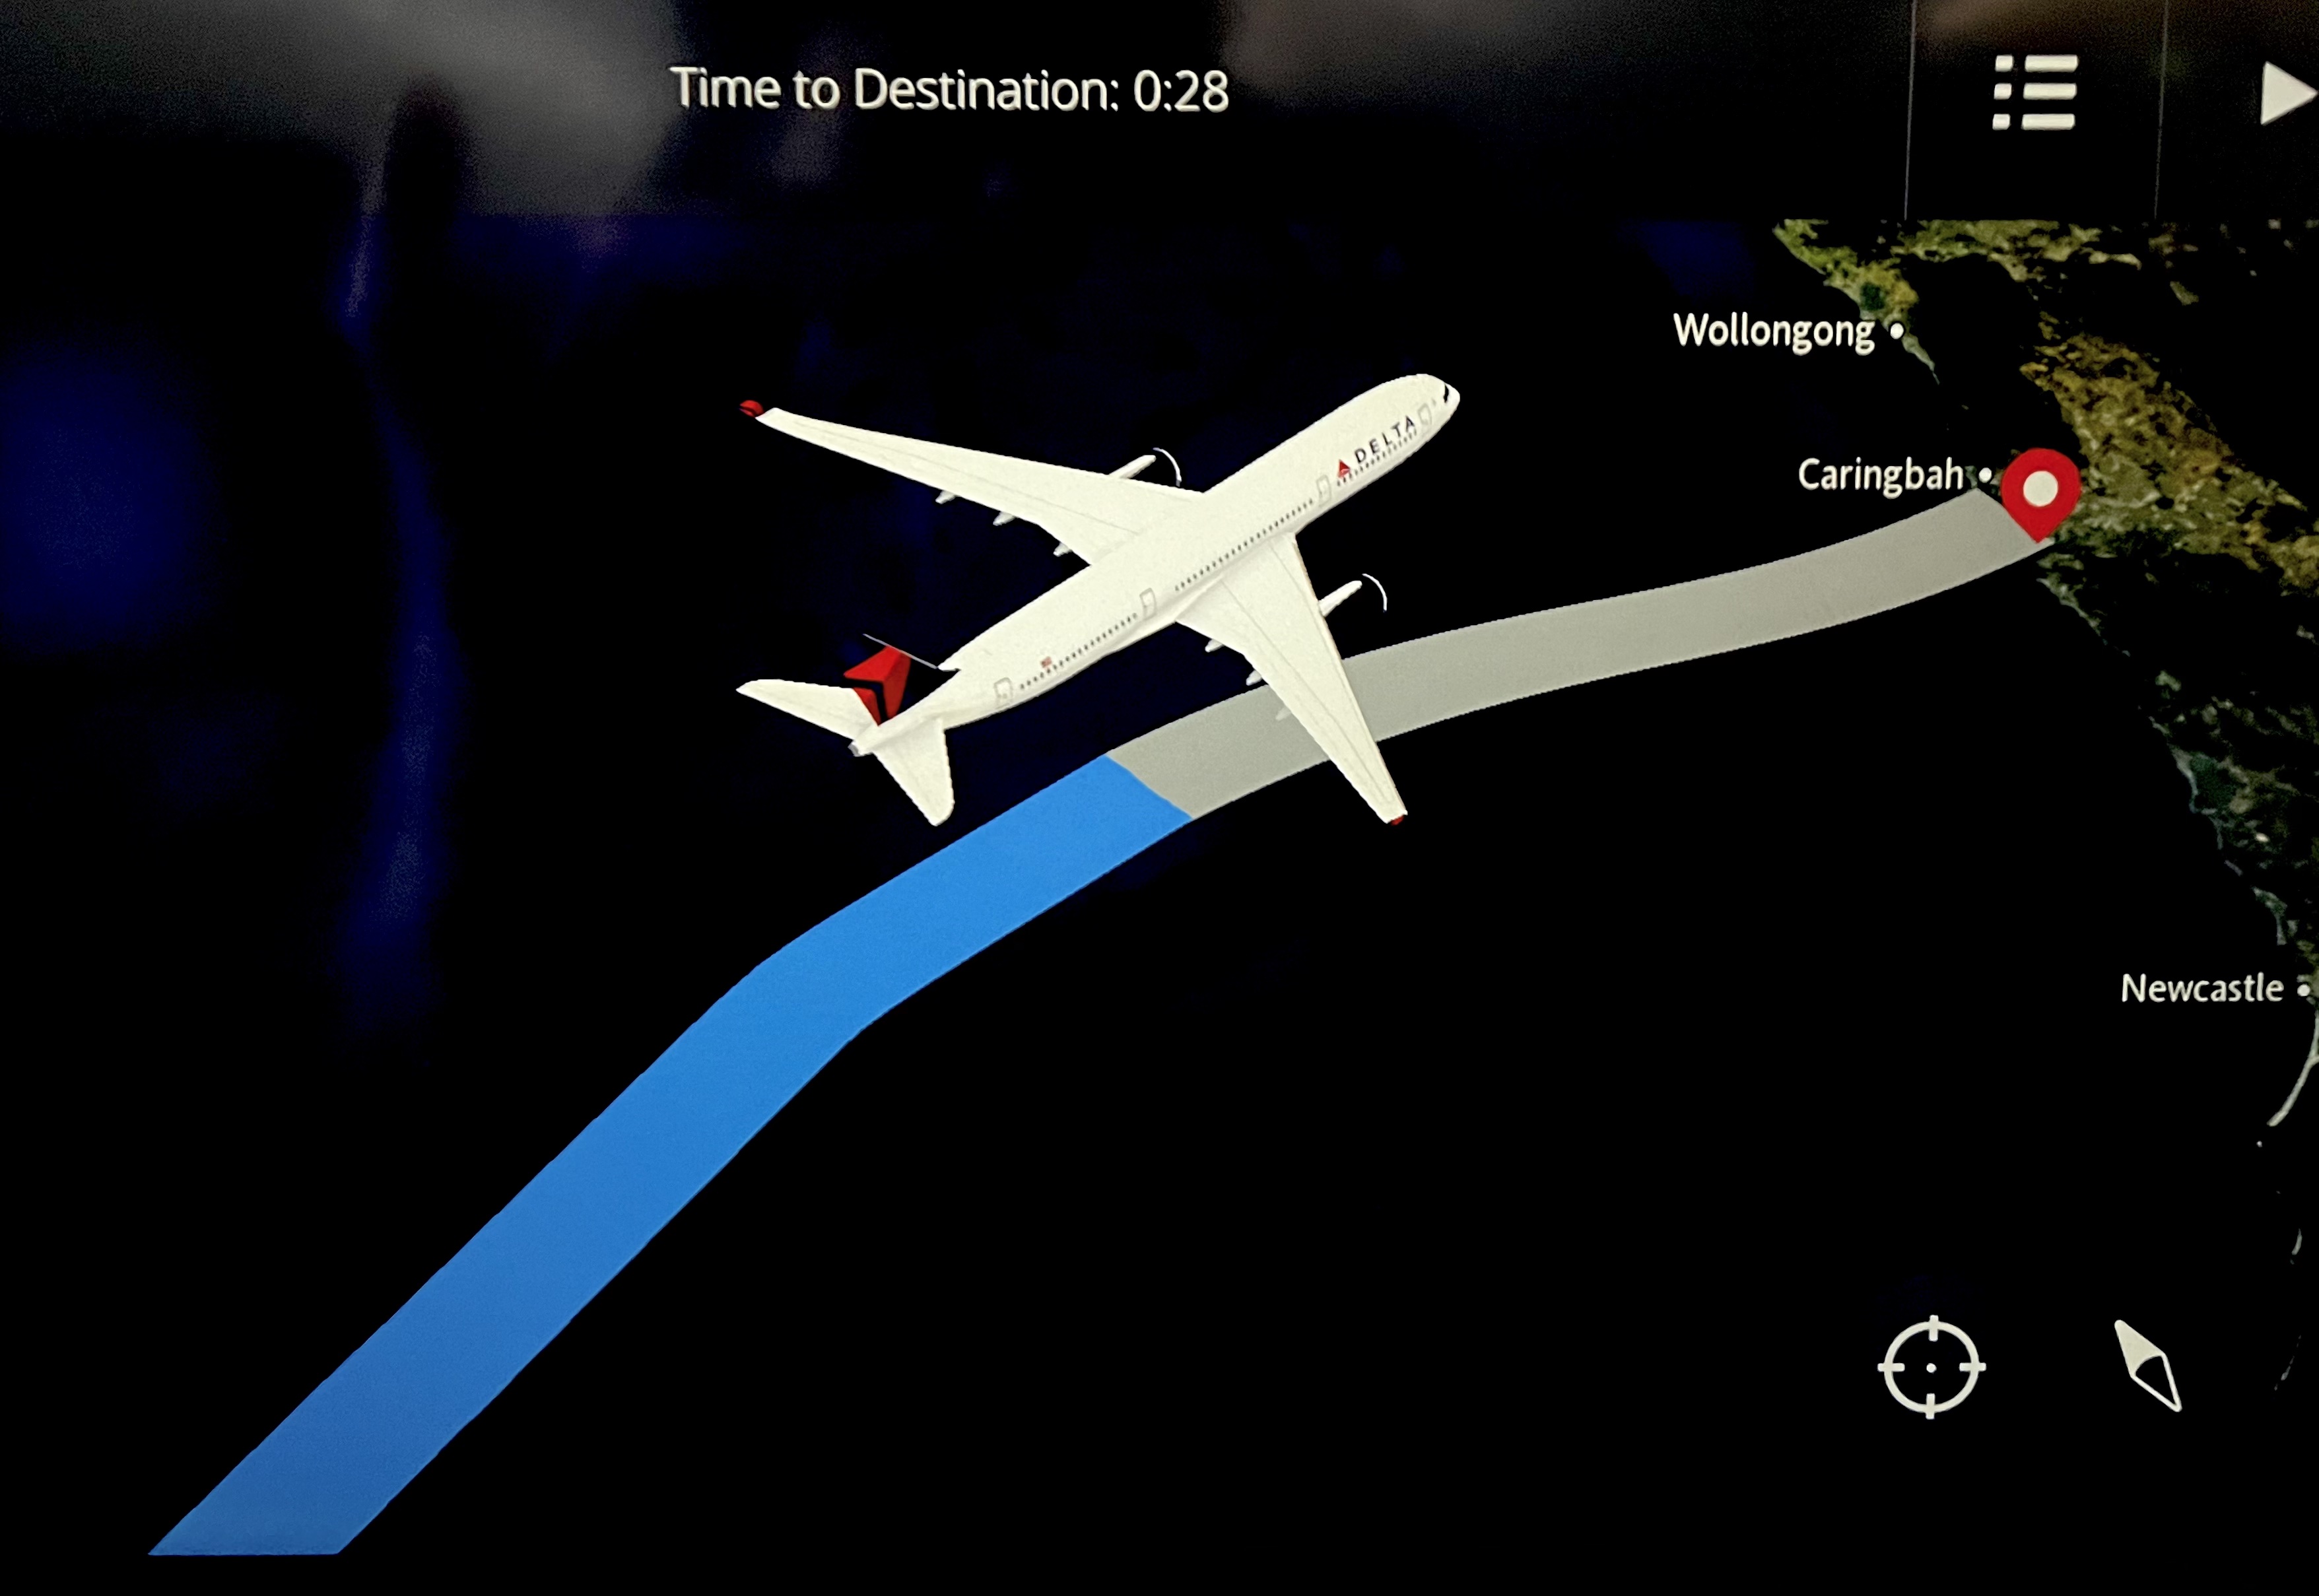 Time to Destination: 0:28
Wollongong
DELTA
Caringbah
Newcastle